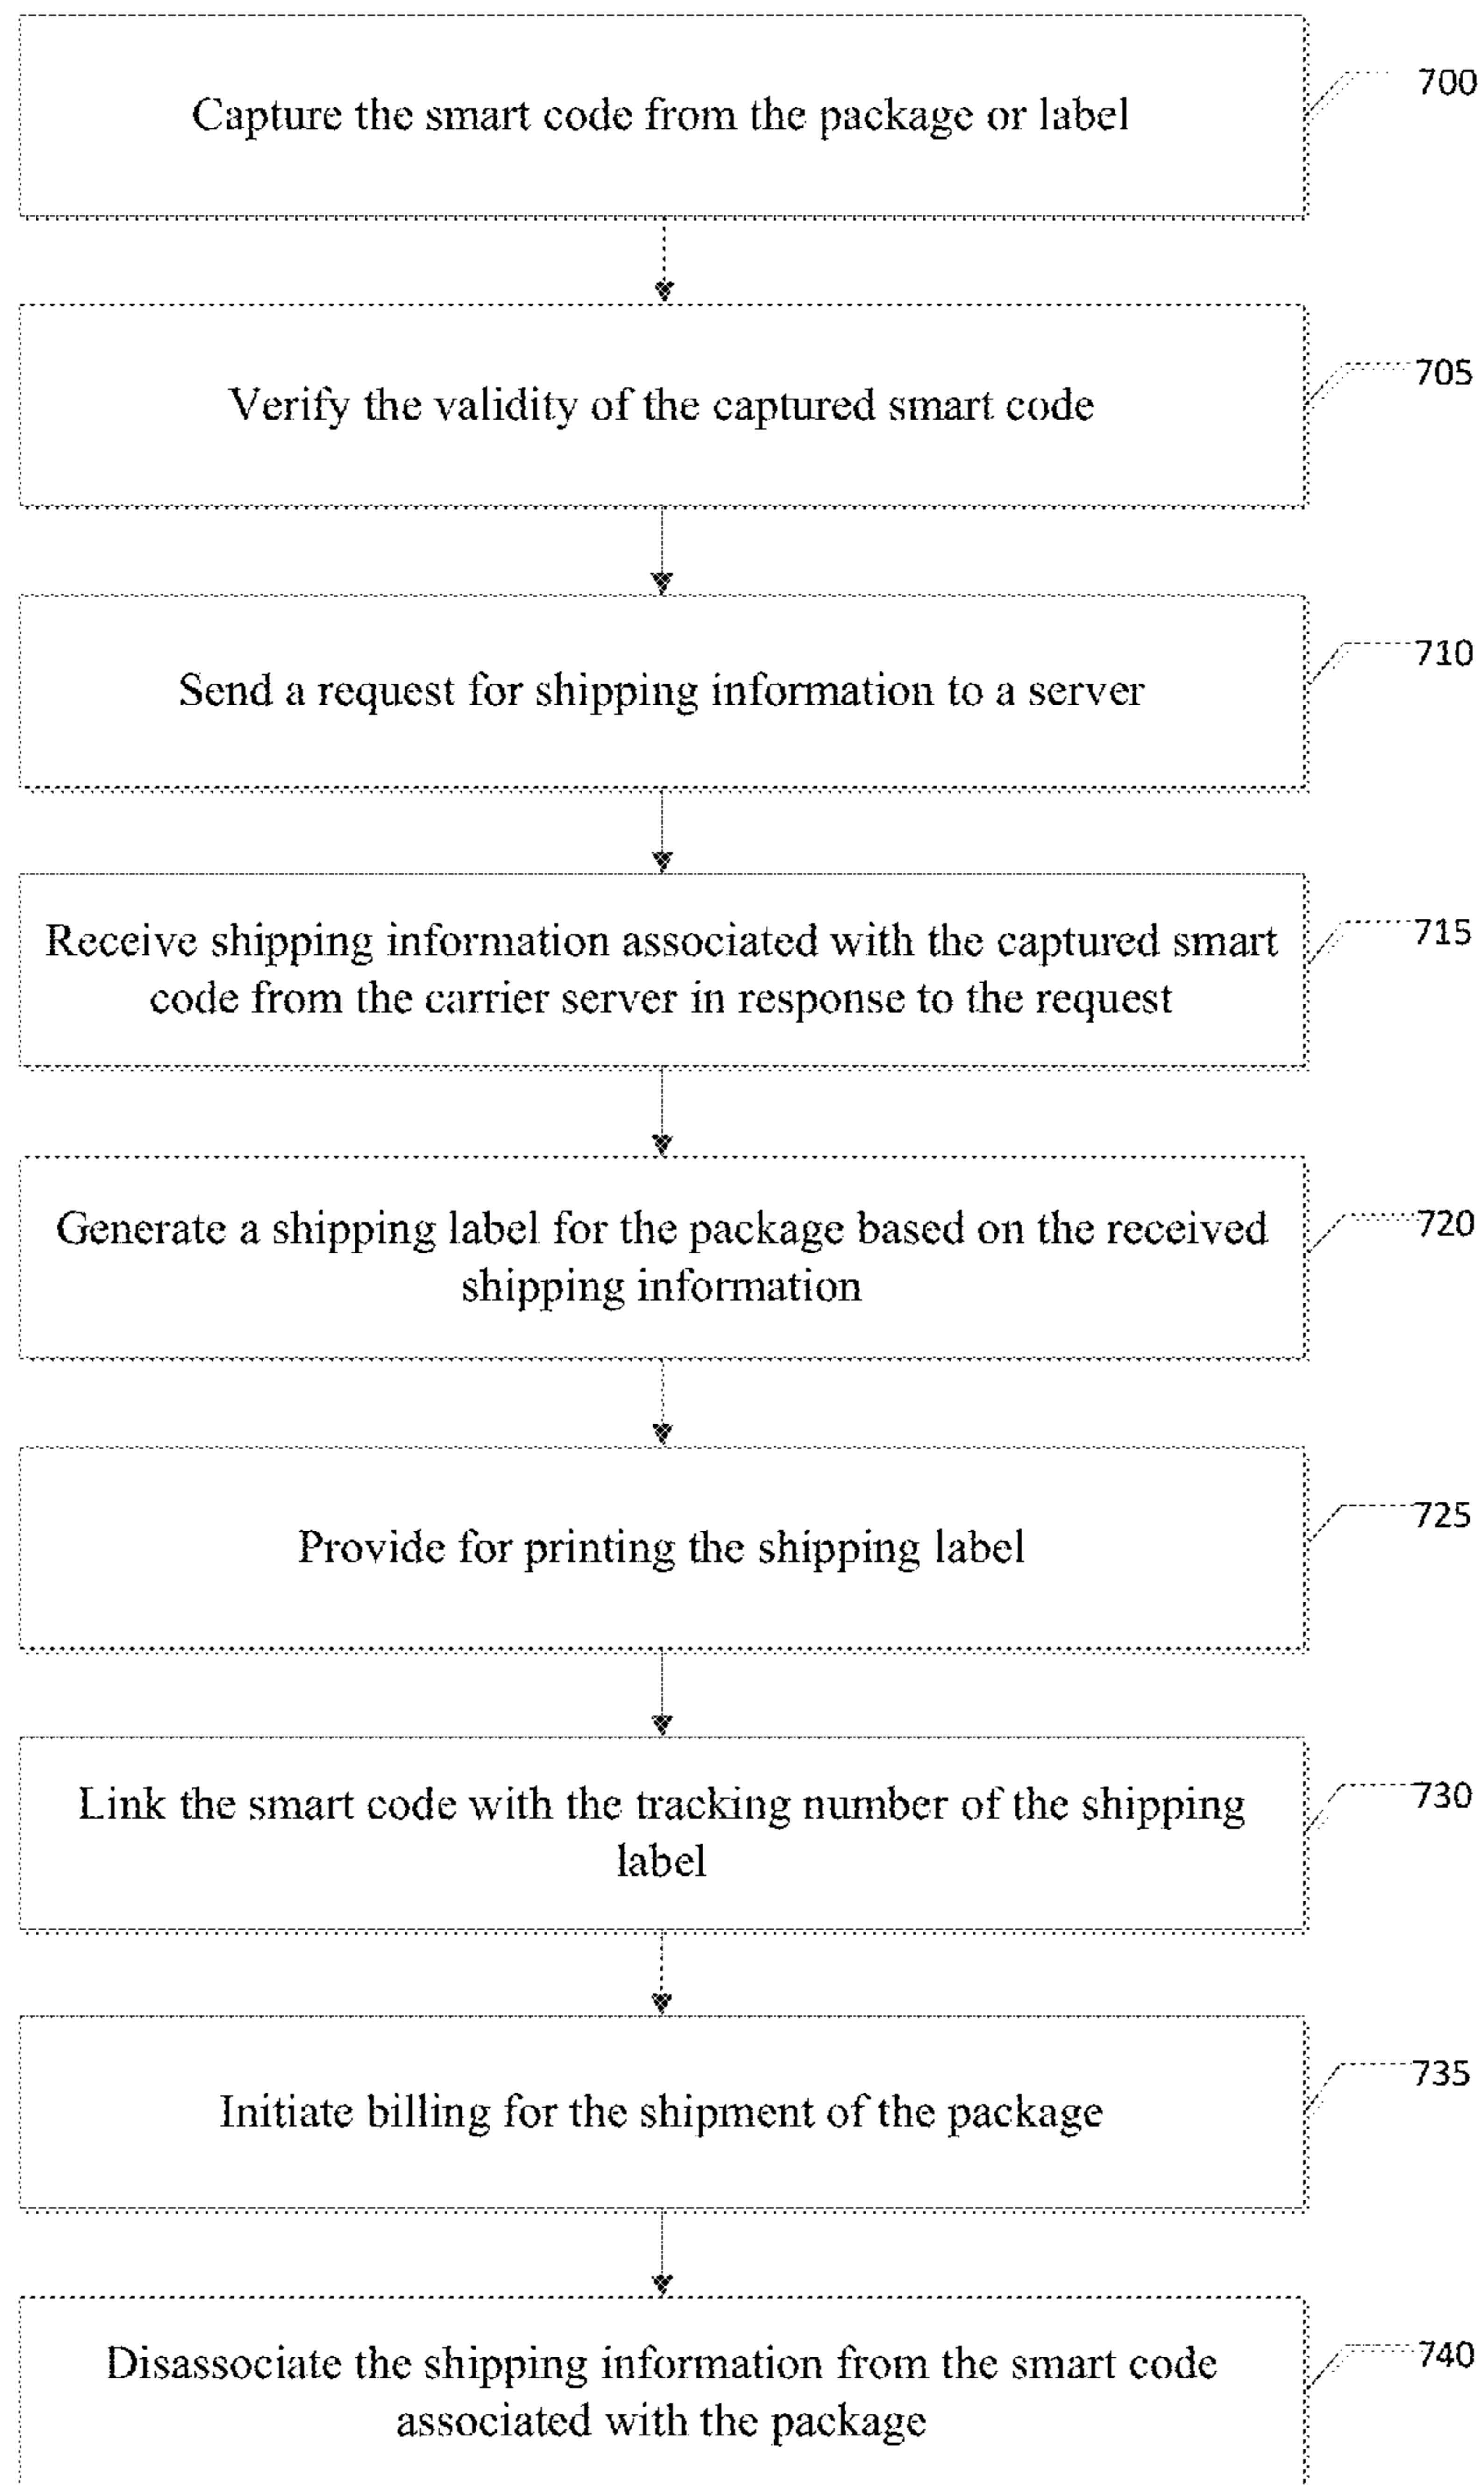 Capture the smart code from the package or label
700
Verify the validity of the captured smart code
705
Send a request for shipping information to a server
710
Receive shipping information associated with the captured smart
code from the carrier server in response to the request
715
Generate a shipping label for the package based on the received
shipping information
720
Provide for printing the shipping label
725
Link the smart code with the tracking number of the shipping
label
730
Initiate billing for the shipment of the package
735
Disassociate the shipping information from the smart code
associated with the package
740